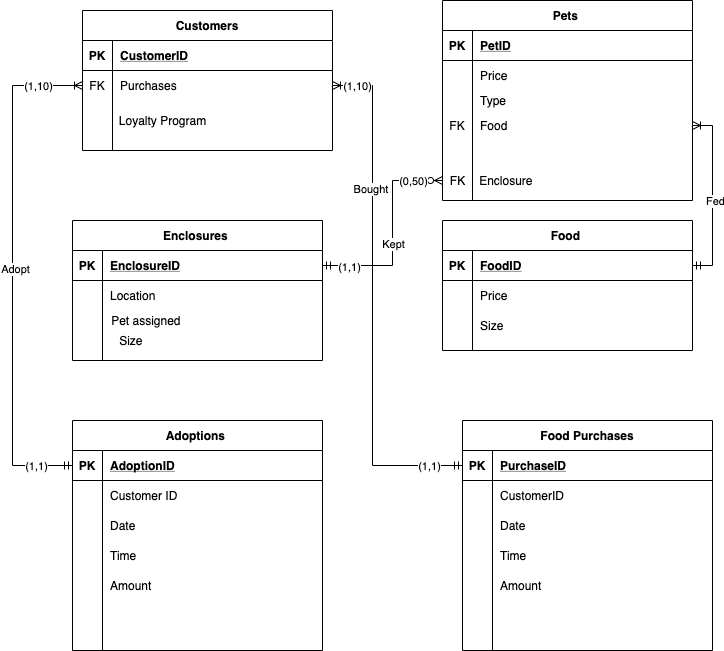 Customers
PK CustomerID
(1,10) FK Purchases (1,10)
Loyalty Program
Pets
PK PetID
Price
Type
FK Food
(0,50) FK Enclosure
Bought
Fed
Kept
Adopt
Enclosures
PK EnclosureID (1,1)
Location
Pet assigned
Size
Food
PK FoodID
Price
Size
Adoptions
(1,1) PK AdoptionID
Customer ID
Date
Time
Amount
Food Purchases
(1,1) PK PurchaseID
CustomerID
Date
Time
Amount